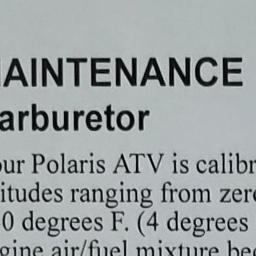 AINTENANCE
arburetor
our Polaris ATV is calibr
itudes ranging from zero
0 degrees F. (4 degrees
gine air/fuel mixture bec